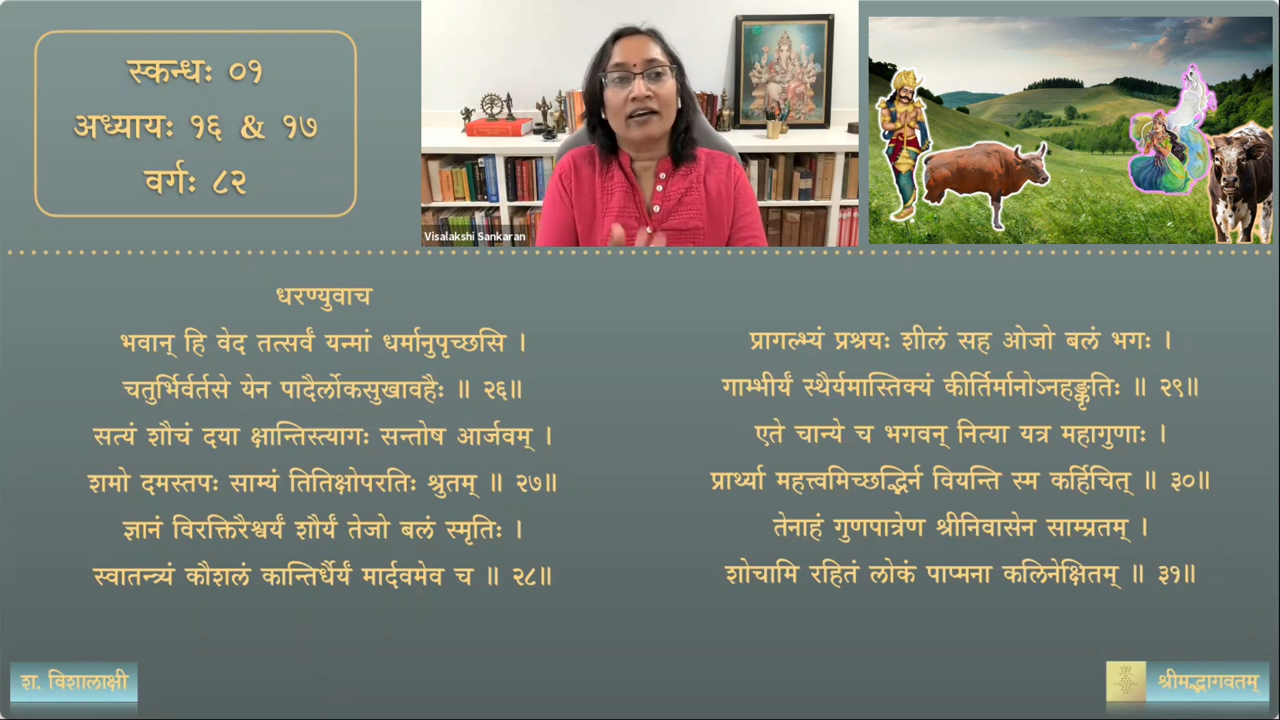 स्कन्धः ०१
अध्यायः १६ & १७
वर्गः ८२
Visalakshi Sankaran
धरण्युवाच
भवान् हि वेद तत्सर्वं यन्मां धर्मानुपृच्छसि ।
चतुर्भिर्वर्तसे येन पादैर्लोकसुखावहैः ॥ २६॥
सत्यं शौचं दया क्षान्तिस्त्यागः सन्तोष आर्जवम् ।
शमो दमस्तपः साम्यं तितिक्षोपरतिः श्रुतम् ॥ २७॥
ज्ञानं विरक्तिरैश्वर्यं शौर्यं तेजो बलं स्मृतिः ।
स्वातन्त्र्यं कौशलं कान्तिर्धैर्यं मार्दवमेव च ॥ २८॥
प्रागल्भ्यं प्रश्रयः शीलं सह ओजो बलं भगः ।
गाम्भीर्यं स्थैर्यमास्तिक्यं कीर्तिर्मानोऽनहङ्कृतिः ॥ २९॥
एते चान्ये च भगवन् नित्या यत्र महागुणाः ।
प्रार्थ्या महत्त्वमिच्छद्भिर्न वियन्ति स्म कर्हिचित् ॥ ३०॥
तेनाहं गुणपात्रेण श्रीनिवासेन साम्प्रतम् ।
शोचामि रहितं लोकं पाप्मना कलिनेक्षितम् ॥ ३१॥
श. विशालाक्षी
श्रीमद्भागवतम्